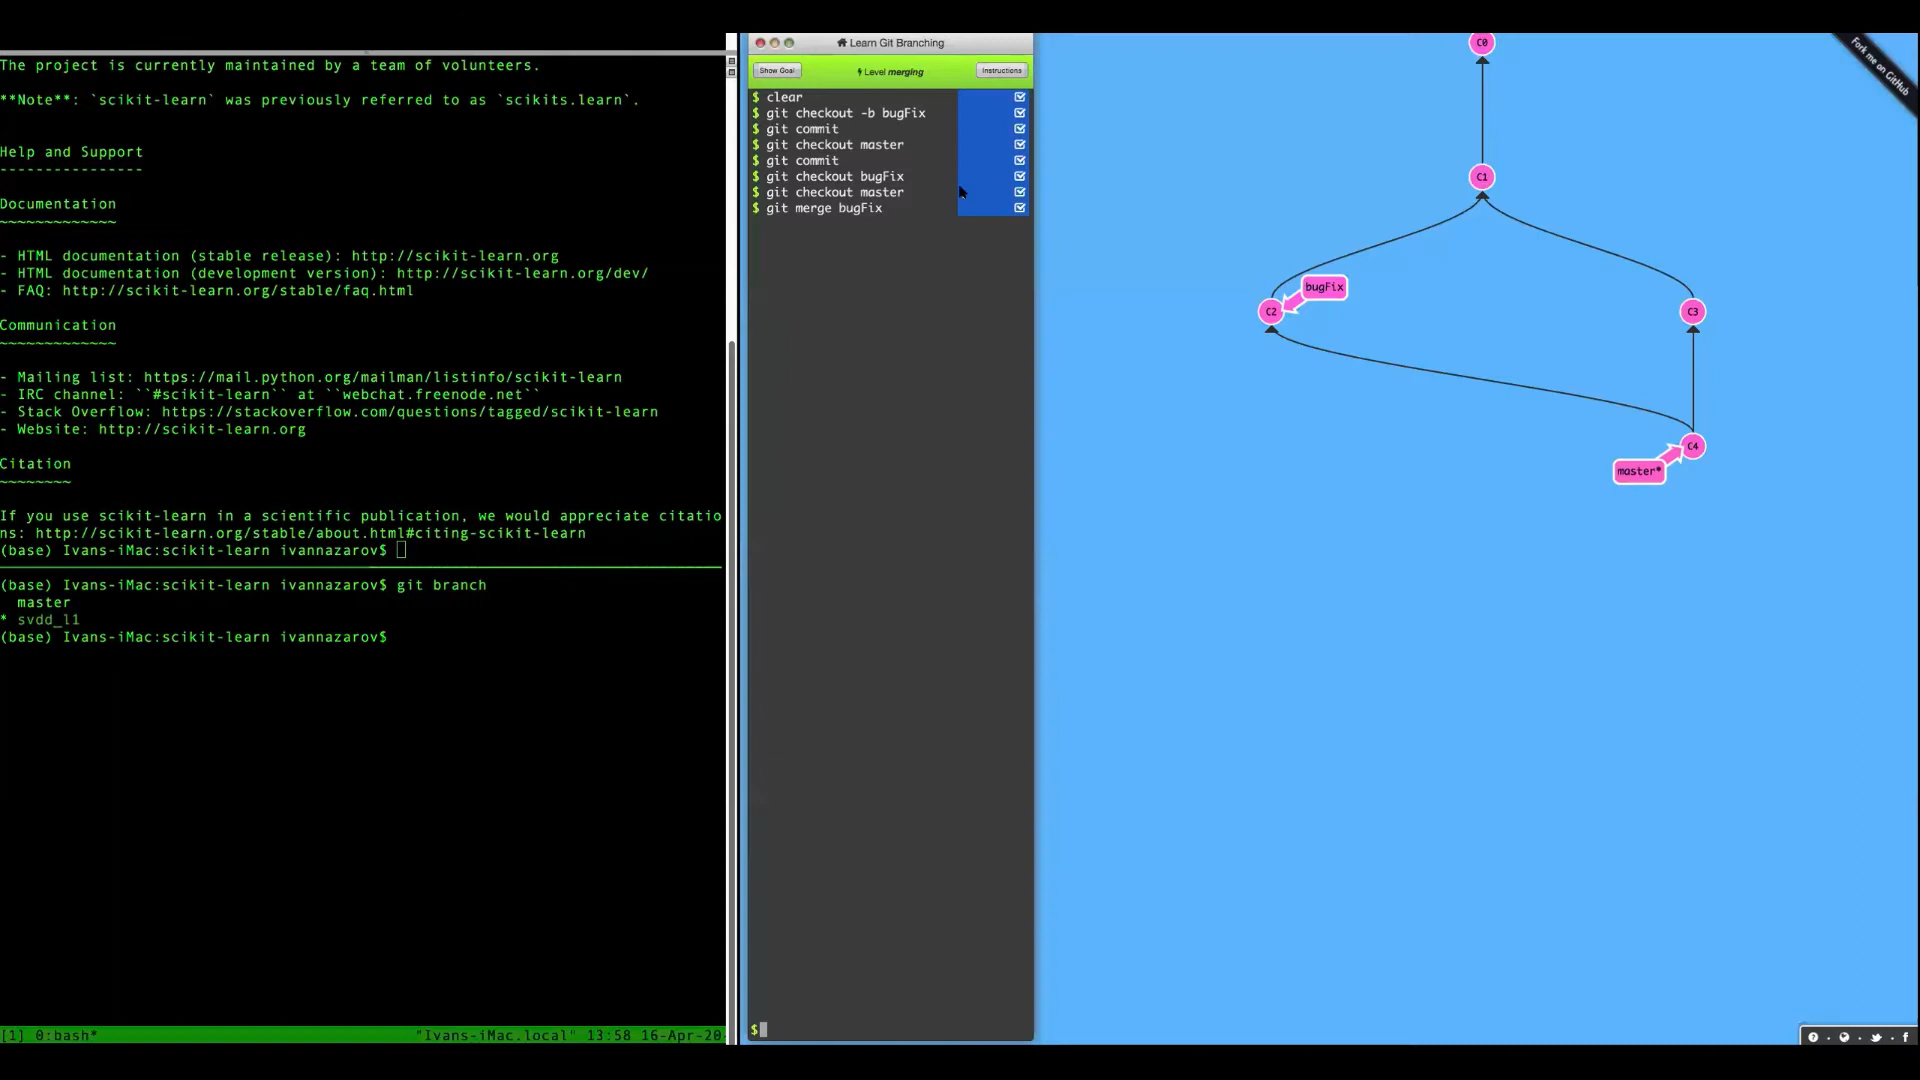 The project is currently maintained by a team of volunteers.
**Note**: `scikit-learn` was previously referred to as `scikits.learn`.
Help and Support
----------------
Documentation
~~~~~~~~~~~~~
- HTML documentation (stable release): http://scikit-learn.org
- HTML documentation (development version): http://scikit-learn.org/dev/
- FAQ: http://scikit-learn.org/stable/faq.html
Communication
~~~~~~~~~~~~~
- Mailing list: https://mail.python.org/mailman/listinfo/scikit-learn
- IRC channel: ``#scikit-learn`` at ``webchat.freenode.net``
- Stack Overflow: https://stackoverflow.com/questions/tagged/scikit-learn
- Website: http://scikit-learn.org
Citation
~~~~~~~~
If you use scikit-learn in a scientific publication, we would appreciate citatio
ns: http://scikit-learn.org/stable/about.html#citing-scikit-learn
(base) Ivans-iMac:scikit-learn ivannazarov$
(base) Ivans-iMac:scikit-learn ivannazarov$ git branch
master
* svdd_l1
(base) Ivans-iMac:scikit-learn ivannazarov$
[1] 0:bash* "Ivans-iMac.local" 13:58 16-Apr-20
Learn Git Branching
Show Goal Level merging Instructions
$ clear
$ git checkout -b bugFix
$ git commit
$ git checkout master
$ git commit
$ git checkout bugFix
$ git checkout master
$ git merge bugFix
$
C0
C1
bugFix
C2
C3
C4
master*
Fork me on GitHub